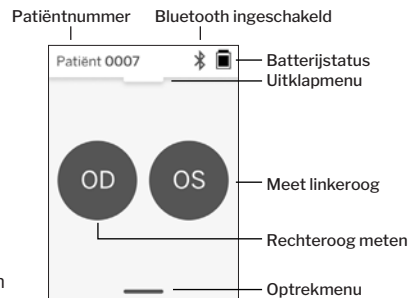 Patiëntnummer Bluetooth ingeschakeld
Patiënt 0007
Batterijstatus
Uitklapmenu
OD OS
Meet linkeroog
Rechteroog meten
Optrekmenu